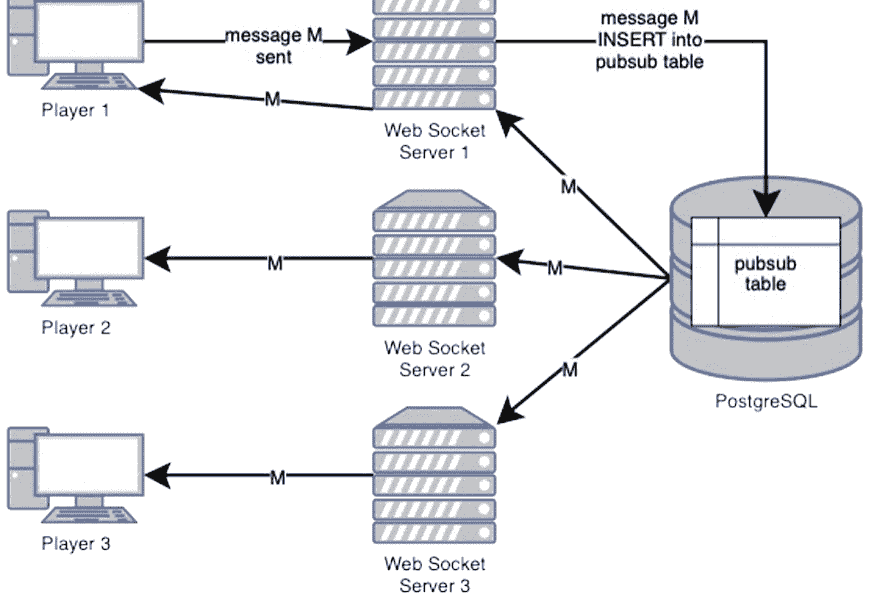 message M
sent
message M
INSERT into
pubsub table
Player 1
M
Web Socket
Server 1
M
M
M
pubsub
table
Player 2
Web Socket
Server 2
M
PostgreSQL
M
Player 3
Web Socket
Server 3